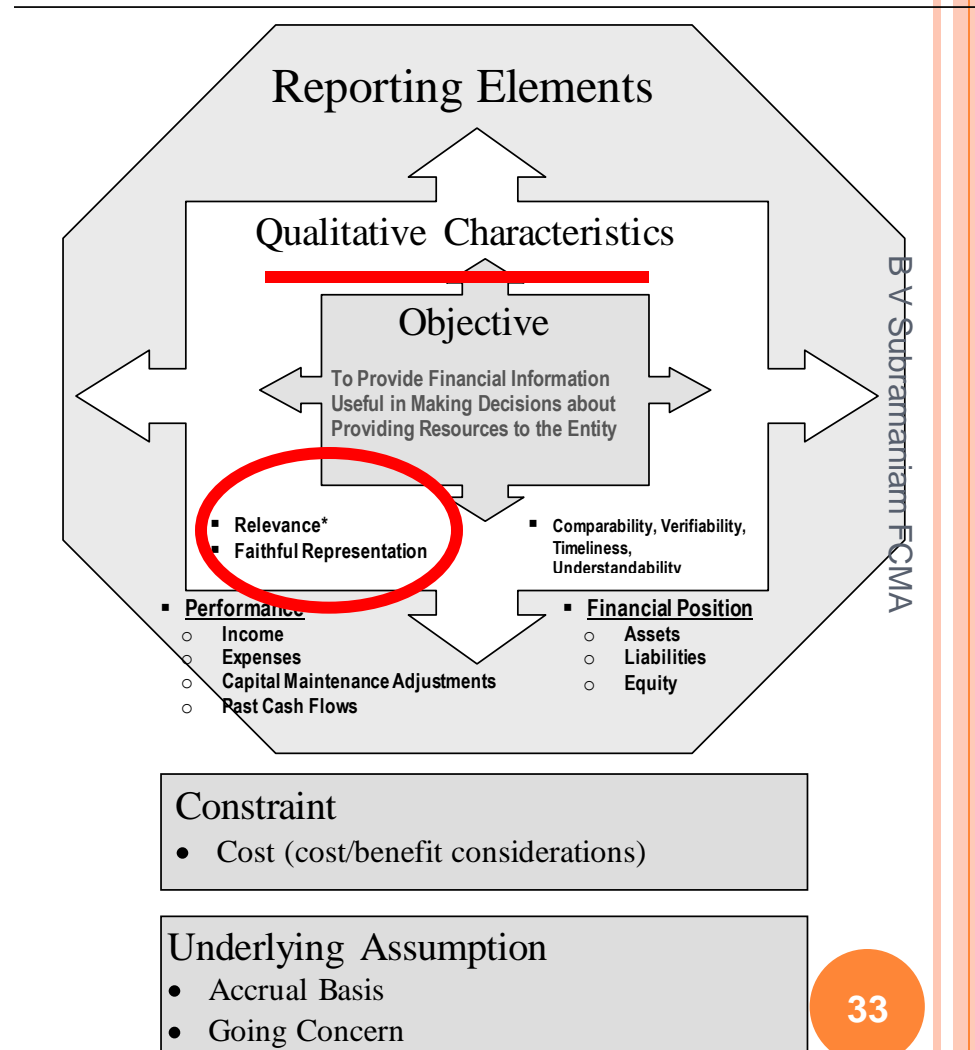 Reporting Elements
Qualitative Characteristics
Objective
To Provide Financial Information
Useful in Making Decisions about
Providing Resources to the Entity
▪ Relevance*
▪ Faithful Representation
▪ Comparability, Verifiability,
Timeliness,
Understandability
▪ Performance
o Income
o Expenses
o Capital Maintenance Adjustments
o Past Cash Flows
▪ Financial Position
o Assets
o Liabilities
o Equity
Constraint
• Cost (cost/benefit considerations)
Underlying Assumption
• Accrual Basis
• Going Concern
B V Subramaniam FCMA
33